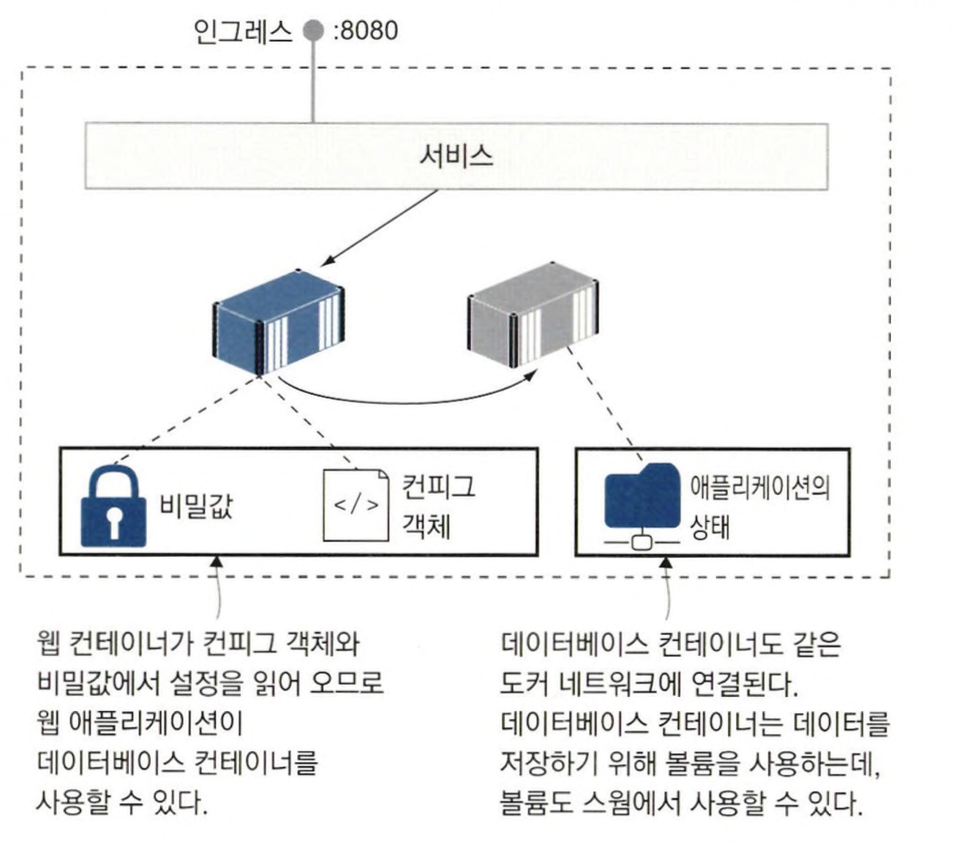 인그레스 :8080
서비스
비밀값
</>
컨피그
객체
애플리케이션의
상태
웹 컨테이너가 컨피그 객체와
비밀값에서 설정을 읽어 오므로
웹 애플리케이션이
데이터베이스 컨테이너를
사용할 수 있다.
데이터베이스 컨테이너도 같은
도커 네트워크에 연결된다.
데이터베이스 컨테이너는 데이터를
저장하기 위해 볼륨을 사용하는데,
볼륨도 스웜에서 사용할 수 있다.